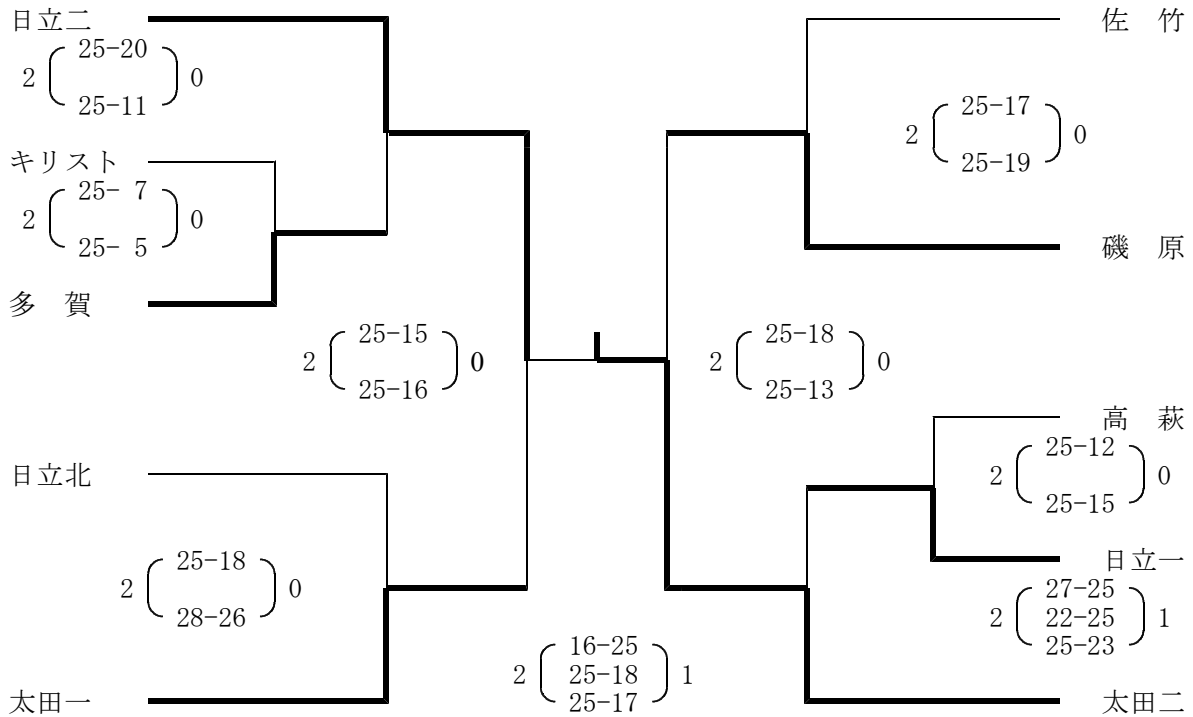 日立二
2 25-20 0
25-11
キリスト
2 25- 7 0
25- 5
多　賀
2 25-15 0
25-16
日立北
2 25-18 0
28-26
太田一
佐　竹
2 25-17 0
25-19
磯　原
2 25-18 0
25-13
高　萩
2 25-12 0
25-15
日立一
2 27-25 1
22-25
25-23
太田二
2 16-25 1
25-18
25-17